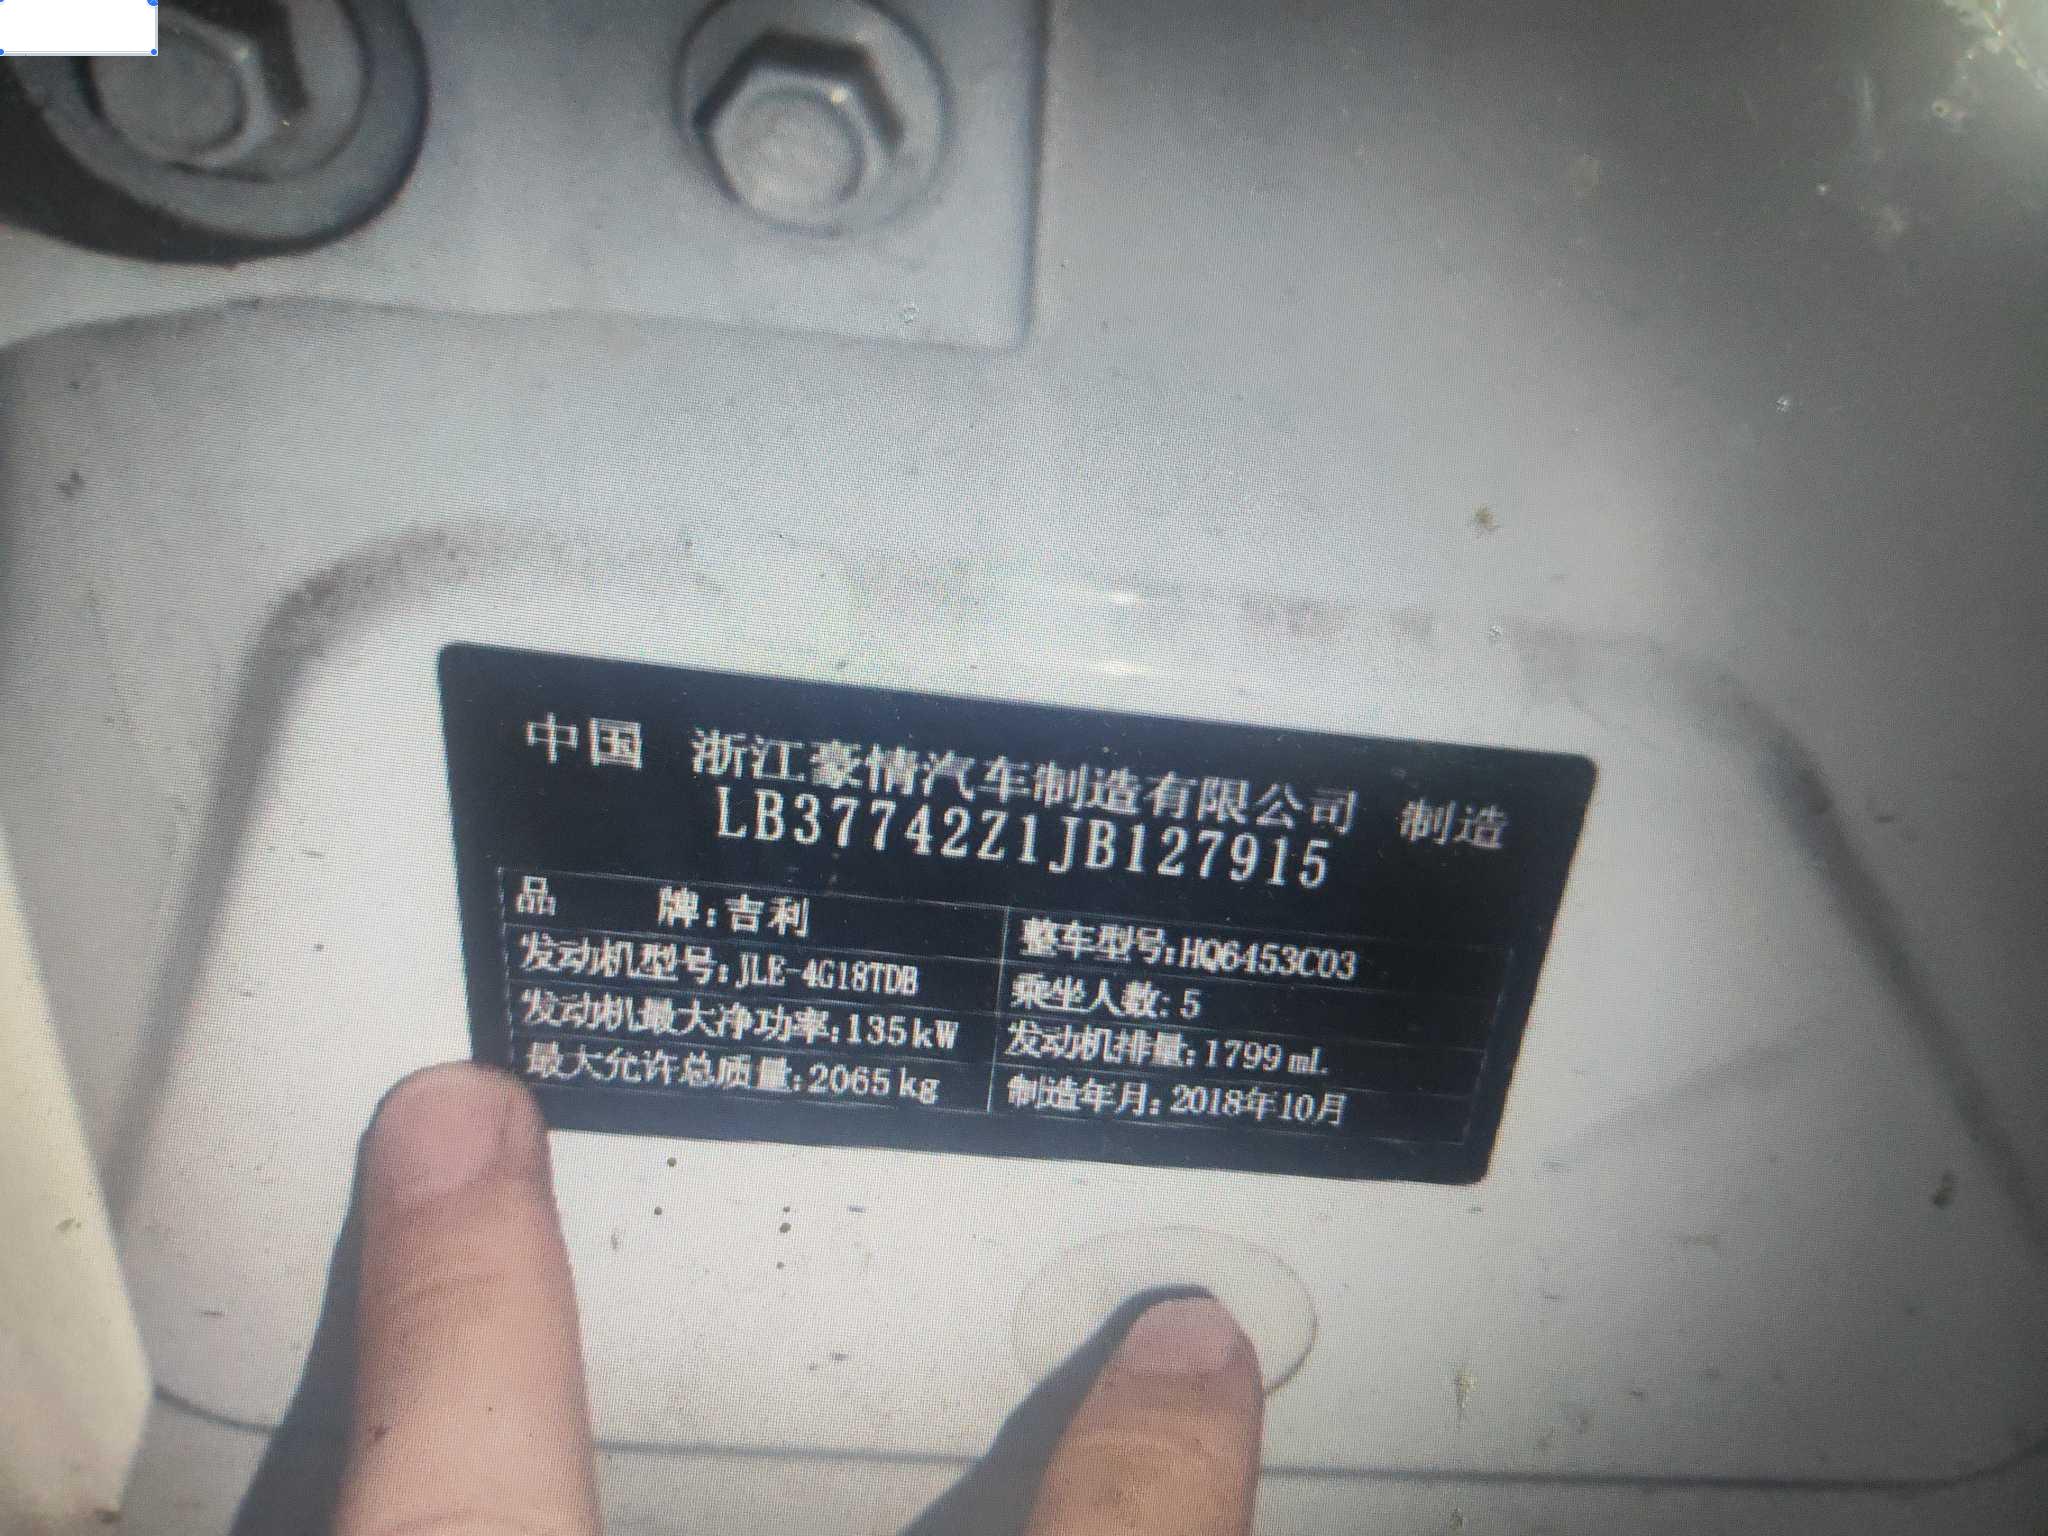 中国 浙江豪情汽车制造有限公司 制造
LB37742Z1JB127915
品 牌:吉利 整车型号:HQ6453C03
发动机型号:JLE-4G18TDB 乘坐人数:5
发动机最大净功率:135kW 发动机排量:1799mL
最大允许总质量:2065kg 制造年月:2018年10月